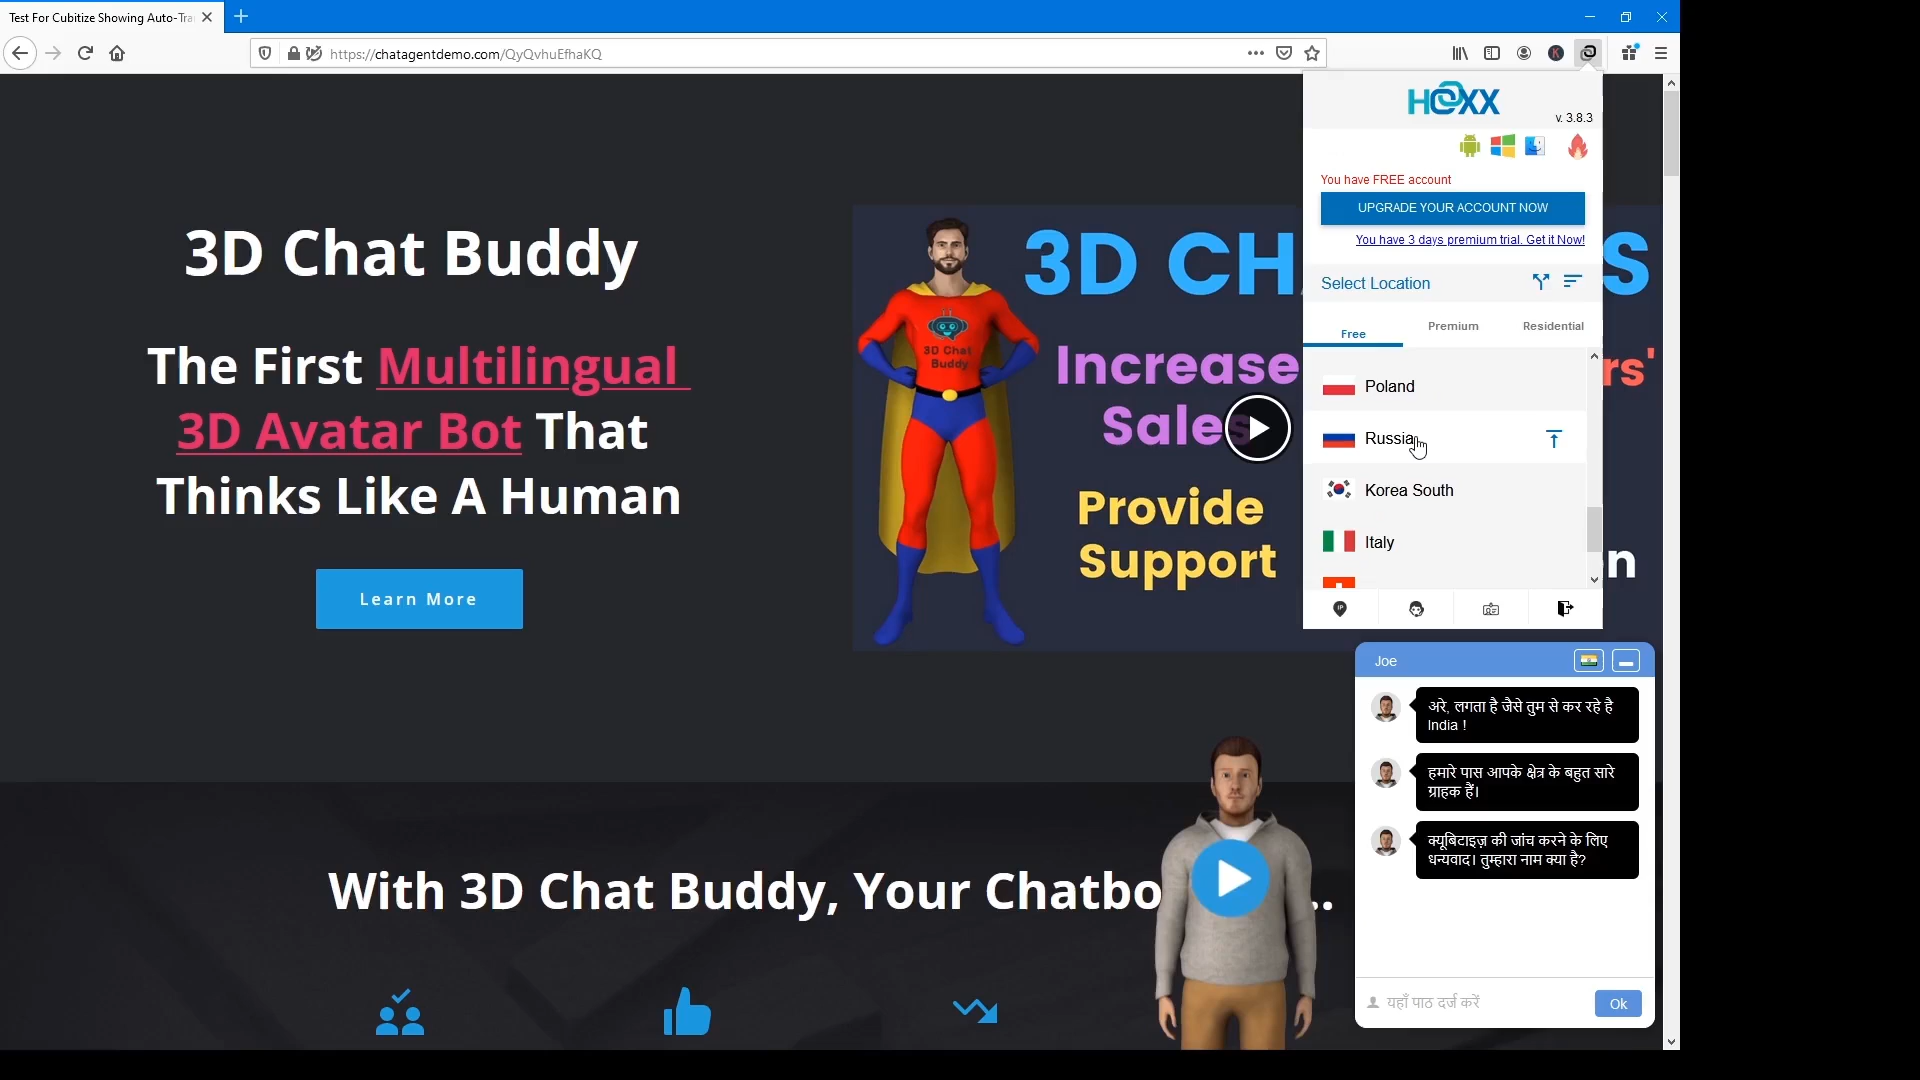 Test For Cubitize Showing Auto-Tra
https://chatagentdemo.com/QyQvhuEfhaKQ
HOXX
v. 3.8.3
You have FREE account
UPGRADE YOUR ACCOUNT NOW
You have 3 days premium trial. Get it Now!
Select Location
Free
Premium
Residential
Poland
Russia
Korea South
Italy
3D Chat Buddy
The First Multilingual
3D Avatar Bot That
Thinks Like A Human
Learn More
3D Chat
Buddy
3D CH
S
Increase
rs'
Sales
Provide
Support
n
With 3D Chat Buddy, Your Chatbo
..
Joe
अरे, लगता है जैसे तुम से कर रहे है
India !
हमारे पास आपके क्षेत्र के बहुत सारे
ग्राहक हैं।
क्यूबिटाइज़ की जांच करने के लिए
धन्यवाद। तुम्हारा नाम क्या है?
यहाँ पाठ दर्ज करें
Ok